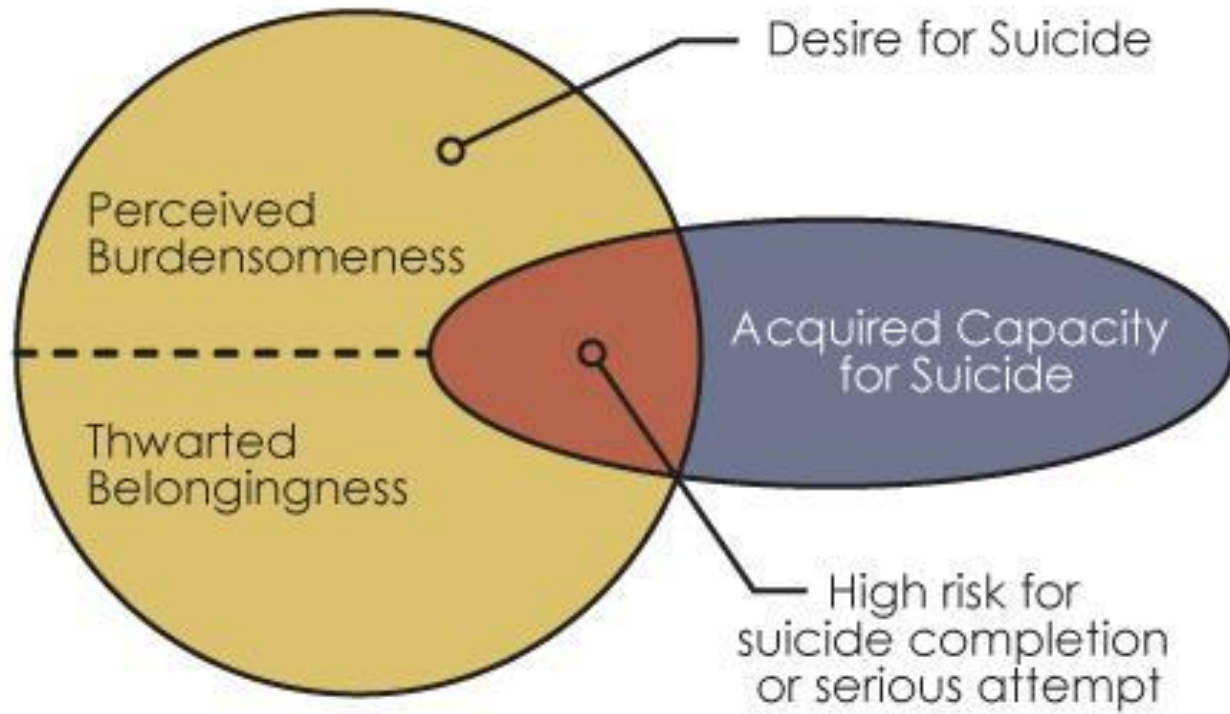 Desire for Suicide
Perceived
Burdensomeness
Acquired Capacity
for Suicide
Thwarted
Belongingness
High risk for
suicide completion
or serious attempt